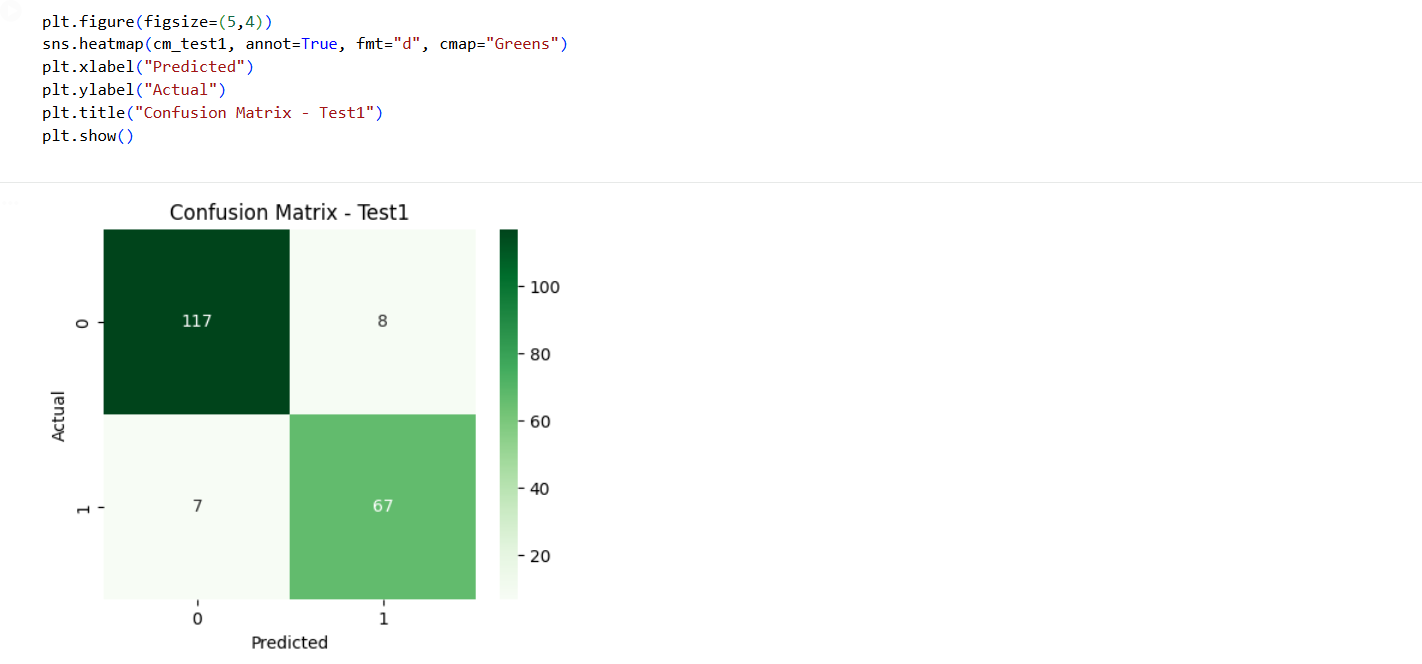 plt.figure(figsize=(5,4))
sns.heatmap(cm_test1, annot=True, fmt="d", cmap="Greens")
plt.xlabel("Predicted")
plt.ylabel("Actual")
plt.title("Confusion Matrix - Test1")
plt.show()
Confusion Matrix - Test1
117
8
7
67
0
1
Actual
0
1
Predicted
100
80
60
40
20